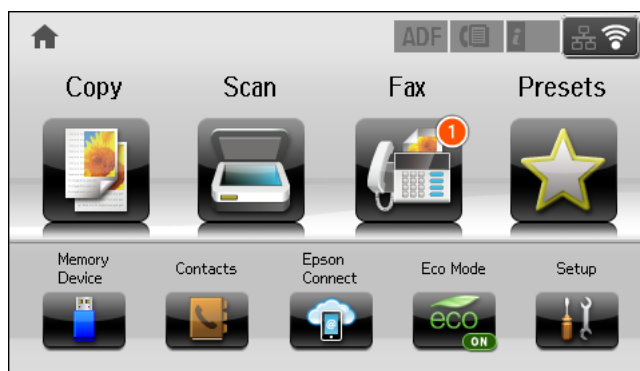 ADF
i
Copy
Scan
Fax
Presets
1
Memory
Device
Contacts
Epson
Connect
Eco Mode
Setup
@
eco
ON